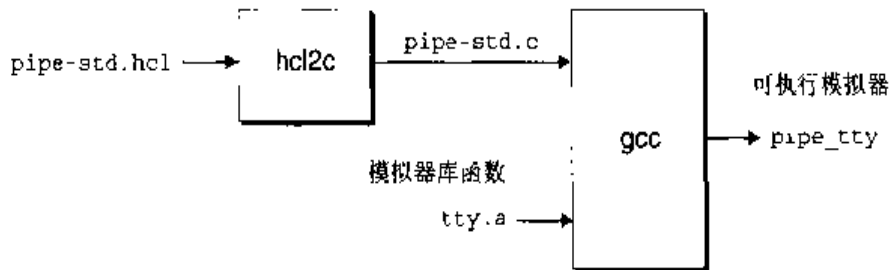 pipe-std.hcl
hcl2c
pipe-std.c
gcc
可执行模拟器
pipe_tty
模拟器库函数
tty.a